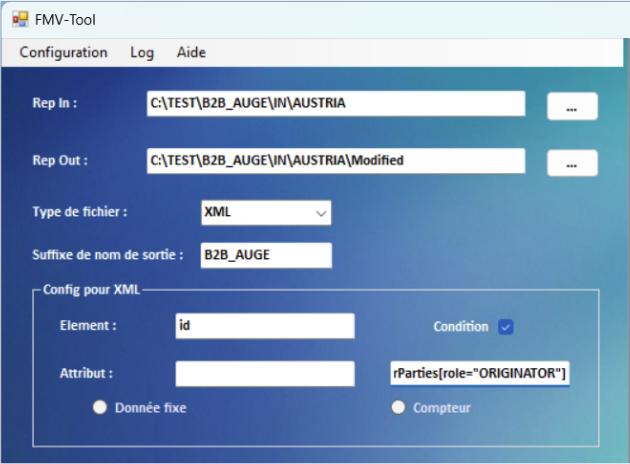 FMV-Tool
Configuration Log Aide
Rep In : C:\TEST\B2B_AUGE\IN\AUSTRIA ...
Rep Out : C:\TEST\B2B_AUGE\IN\AUSTRIA\Modified ...
Type de fichier : XML
Suffixe de nom de sortie : B2B_AUGE
Config pour XML
Element : id Condition
Attribut : rParties[role="ORIGINATOR"]
Donnée fixe Compteur